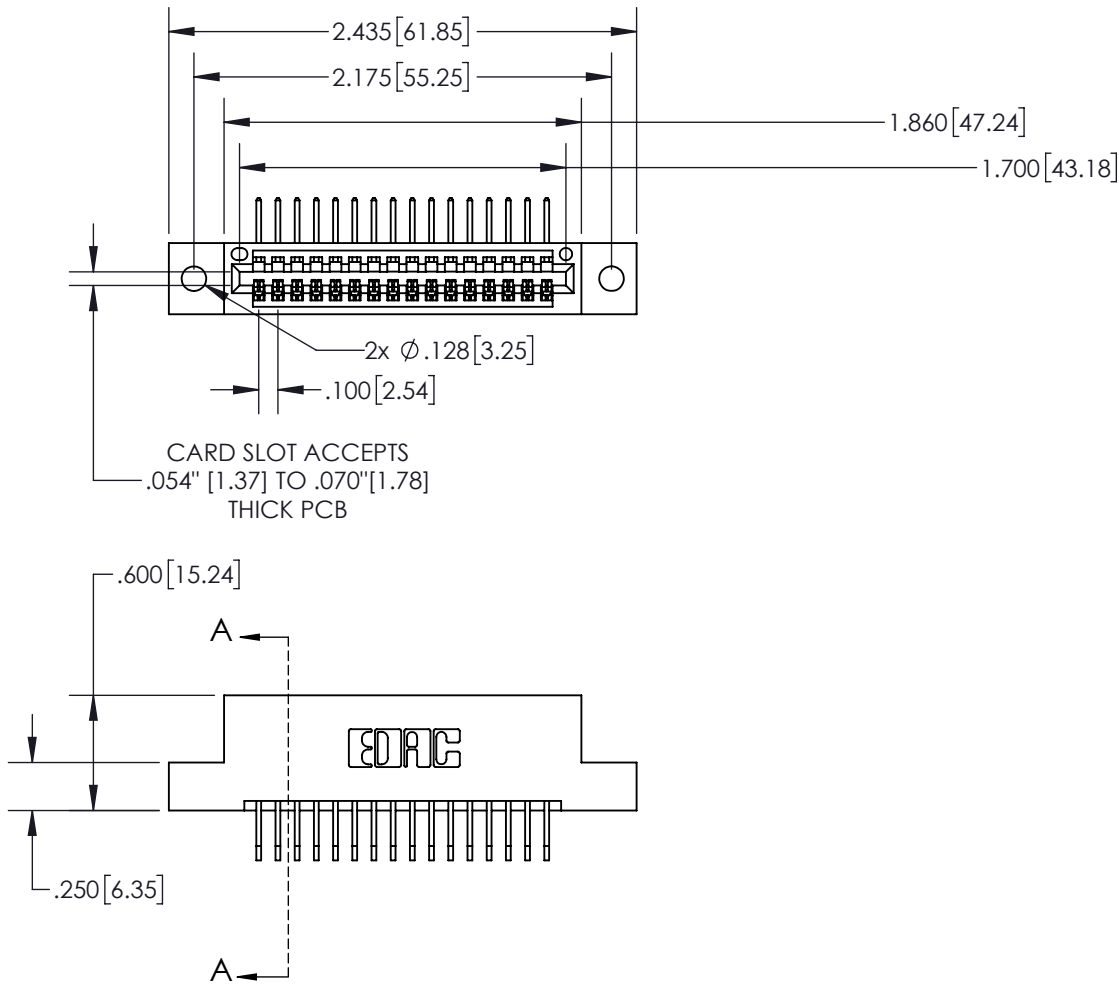 2.435[61.85]
2.175[55.25]
1.860[47.24]
1.700[43.18]
2x Ø.128[3.25]
.100[2.54]
CARD SLOT ACCEPTS
.054" [1.37] TO .070"[1.78]
THICK PCB
.600[15.24]
A
EDAC
.250[6.35]
A